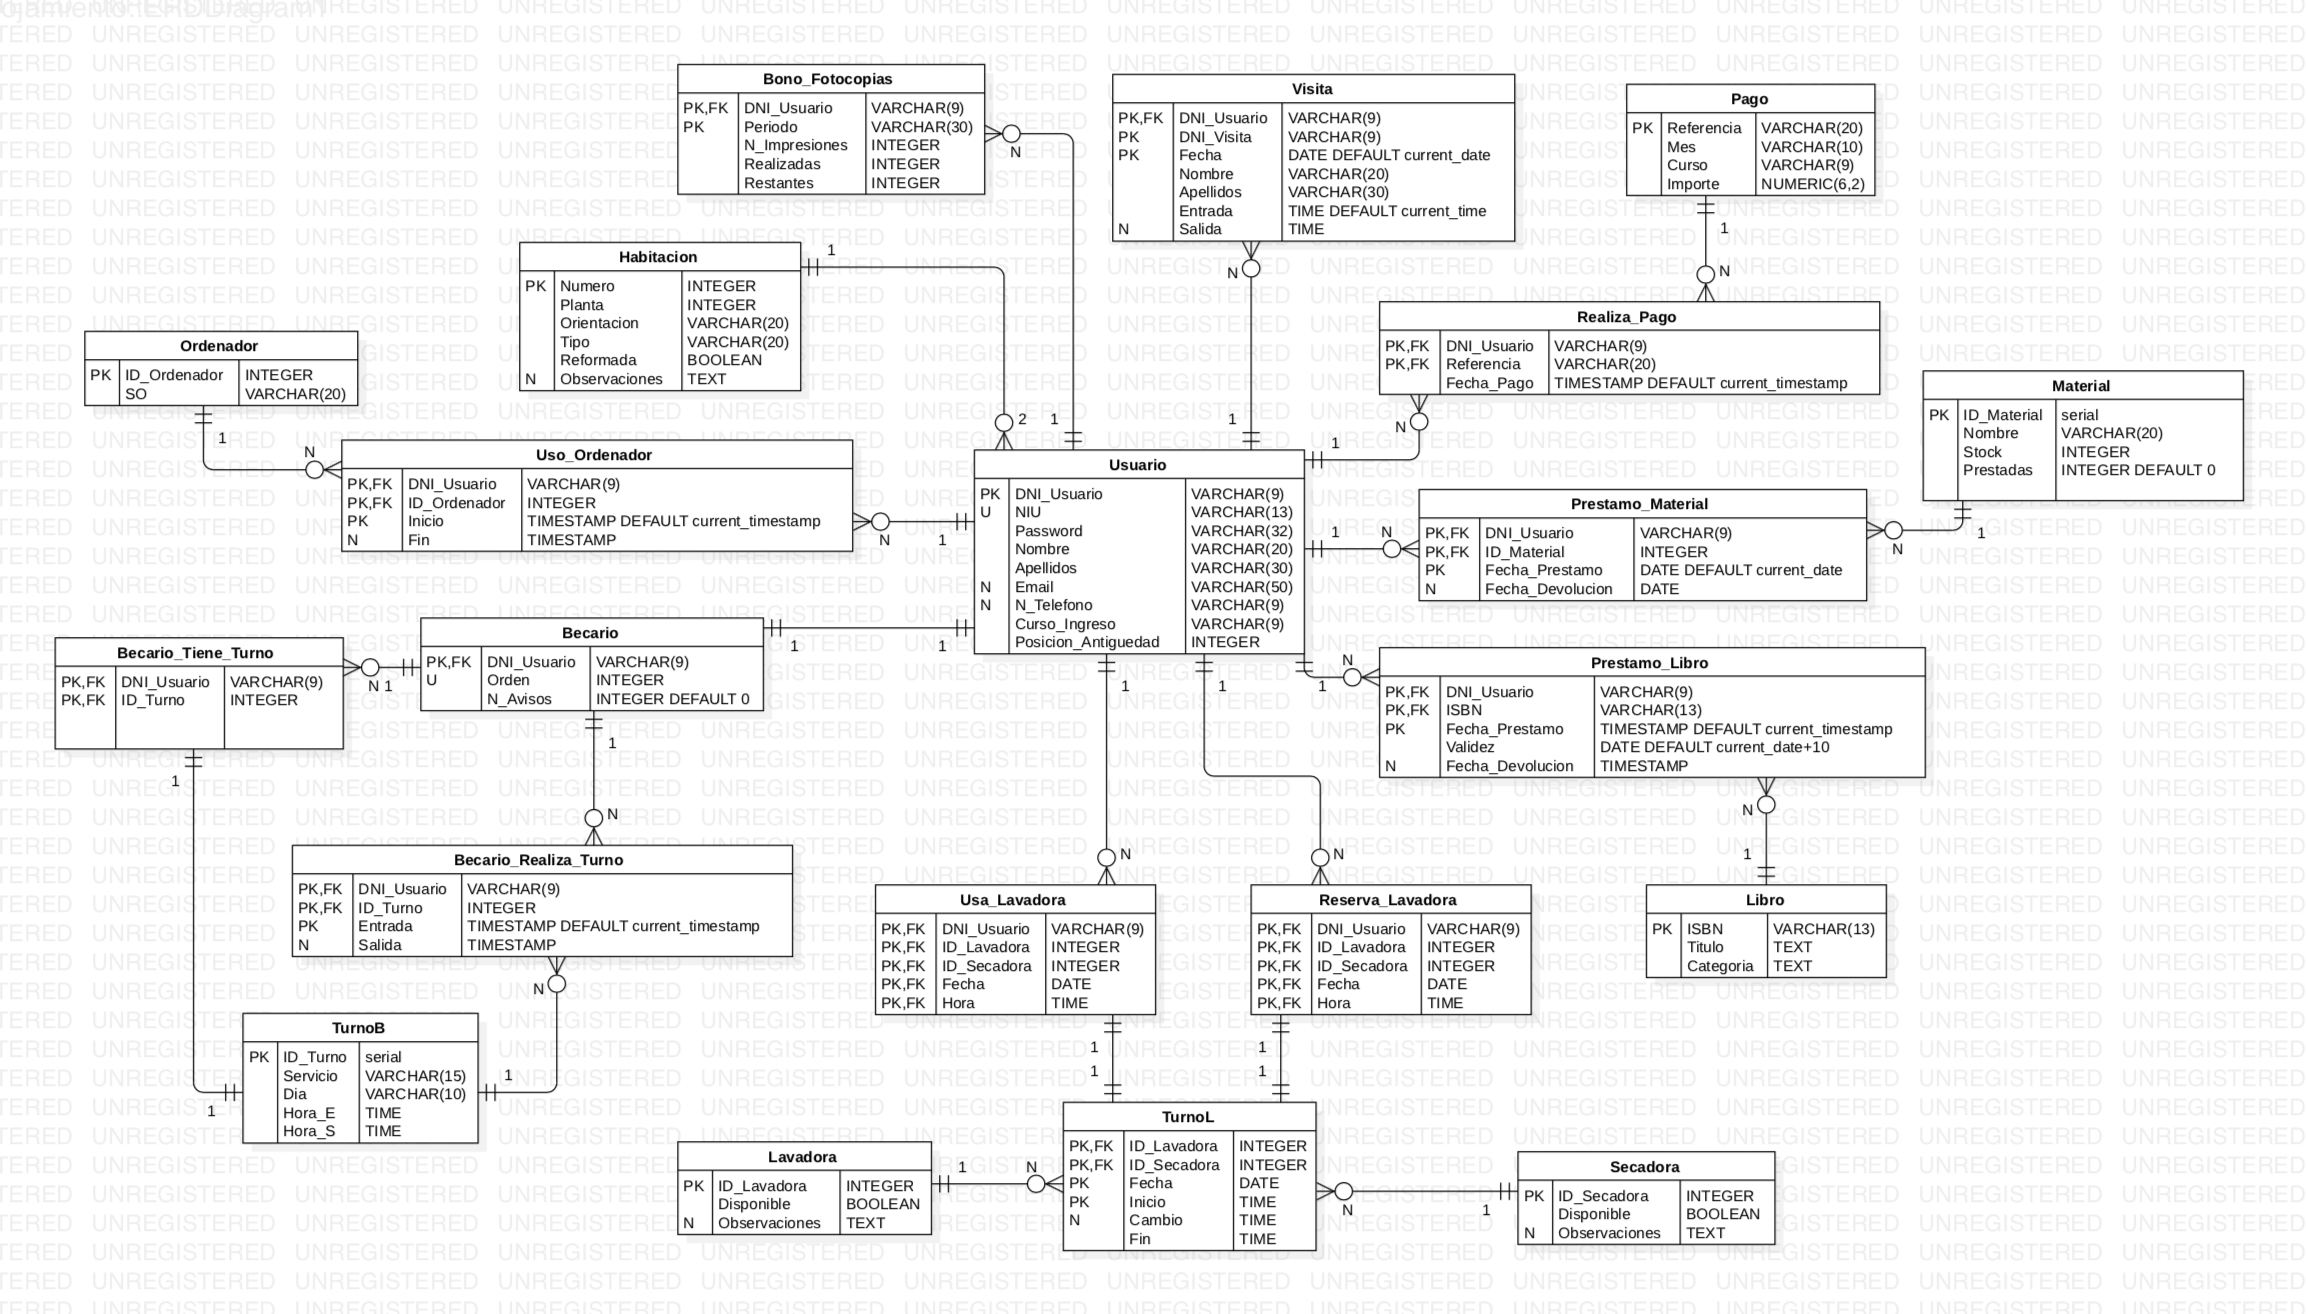 ojamiento::ERDDiagram1
UNREGISTERED
Bono_Fotocopias
PK,FK DNI_Usuario VARCHAR(9)
PK Periodo VARCHAR(30)
N_Impresiones INTEGER
Realizadas INTEGER
Restantes INTEGER
N
Visita
PK,FK DNI_Usuario VARCHAR(9)
PK DNI_Visita VARCHAR(9)
PK Fecha DATE DEFAULT current_date
Nombre VARCHAR(20)
Apellidos VARCHAR(30)
Entrada TIME DEFAULT current_time
N Salida TIME
N
Pago
PK Referencia VARCHAR(20)
Mes VARCHAR(10)
Curso VARCHAR(9)
Importe NUMERIC(6,2)
1
N
Habitacion
PK Numero INTEGER
Planta INTEGER
Orientacion VARCHAR(20)
Tipo VARCHAR(20)
Reformada BOOLEAN
N Observaciones TEXT
1
2
1
1
Realiza_Pago
PK,FK DNI_Usuario VARCHAR(9)
PK,FK Referencia VARCHAR(20)
Fecha_Pago TIMESTAMP DEFAULT current_timestamp
N
1
Ordenador
PK ID_Ordenador INTEGER
SO VARCHAR(20)
1
N
Material
PK ID_Material serial
Nombre VARCHAR(20)
Stock INTEGER
Prestadas INTEGER DEFAULT 0
1
Uso_Ordenador
PK,FK DNI_Usuario VARCHAR(9)
PK,FK ID_Ordenador INTEGER
PK Inicio TIMESTAMP DEFAULT current_timestamp
N Fin TIMESTAMP
N
1
Usuario
PK DNI_Usuario VARCHAR(9)
U NIU VARCHAR(13)
Password VARCHAR(32)
Nombre VARCHAR(20)
Apellidos VARCHAR(30)
N Email VARCHAR(50)
N N_Telefono VARCHAR(9)
Curso_Ingreso VARCHAR(9)
Posicion_Antiguedad INTEGER
1
N
Prestamo_Material
PK,FK DNI_Usuario VARCHAR(9)
PK,FK ID_Material INTEGER
PK Fecha_Prestamo DATE DEFAULT current_date
N Fecha_Devolucion DATE
N
Becario_Tiene_Turno
PK,FK DNI_Usuario VARCHAR(9)
PK,FK ID_Turno INTEGER
N 1
1
Becario
PK,FK DNI_Usuario VARCHAR(9)
U Orden INTEGER
N_Avisos INTEGER DEFAULT 0
1
1
1
N
1
1
1
N
Prestamo_Libro
PK,FK DNI_Usuario VARCHAR(9)
PK,FK ISBN VARCHAR(13)
PK Fecha_Prestamo TIMESTAMP DEFAULT current_timestamp
Validez DATE DEFAULT current_date+10
N Fecha_Devolucion TIMESTAMP
N
1
Becario_Realiza_Turno
PK,FK DNI_Usuario VARCHAR(9)
PK,FK ID_Turno INTEGER
PK Entrada TIMESTAMP DEFAULT current_timestamp
N Salida TIMESTAMP
N
N
N
Usa_Lavadora
PK,FK DNI_Usuario VARCHAR(9)
PK,FK ID_Lavadora INTEGER
PK,FK ID_Secadora INTEGER
PK,FK Fecha DATE
PK,FK Hora TIME
1
1
Reserva_Lavadora
PK,FK DNI_Usuario VARCHAR(9)
PK,FK ID_Lavadora INTEGER
PK,FK ID_Secadora INTEGER
PK,FK Fecha DATE
PK,FK Hora TIME
1
1
Libro
PK ISBN VARCHAR(13)
Titulo TEXT
Categoria TEXT
TurnoB
PK ID_Turno serial
Servicio VARCHAR(15)
Dia VARCHAR(10)
Hora_E TIME
Hora_S TIME
1
1
Lavadora
PK ID_Lavadora INTEGER
Disponible BOOLEAN
N Observaciones TEXT
1
N
TurnoL
PK,FK ID_Lavadora INTEGER
PK,FK ID_Secadora INTEGER
PK Fecha DATE
PK Inicio TIME
N Cambio TIME
Fin TIME
N
1
Secadora
PK ID_Secadora INTEGER
Disponible BOOLEAN
N Observaciones TEXT